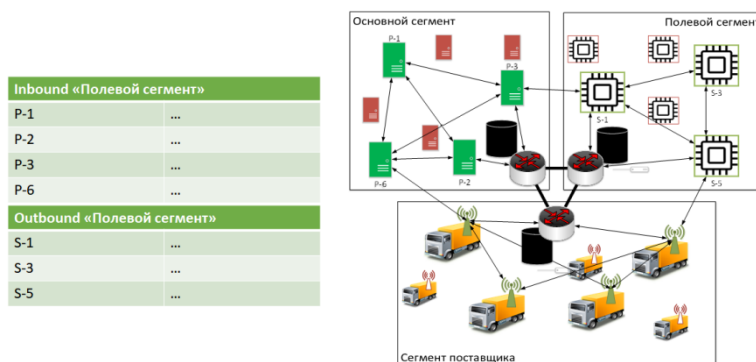 Inbound «Полевой сегмент»
P-1 ...
P-2 ...
P-3 ...
P-6 ...
Outbound «Полевой сегмент»
S-1 ...
S-3 ...
S-5 ...
Основной сегмент
P-1
P-3
P-6
P-2
Полевой сегмент
S-3
S-1
S-5
Сегмент поставщика